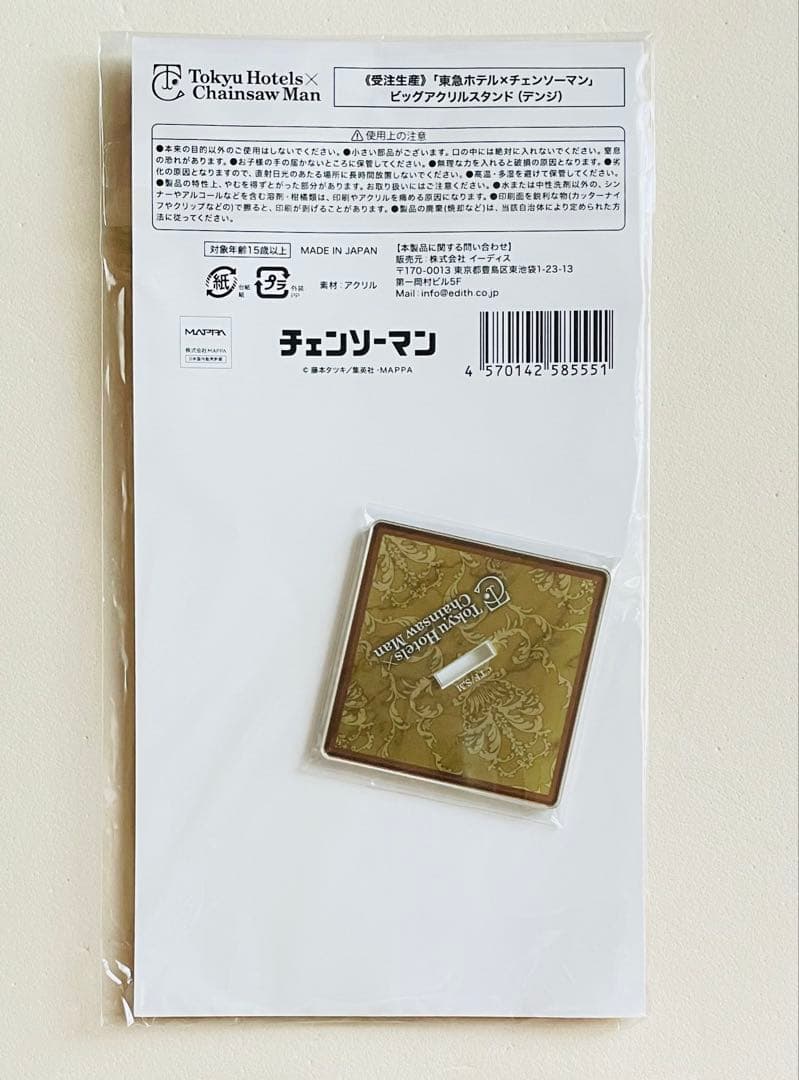 Tokyu Hotels×
Chainsaw Man
《受注生産》「東急ホテル×チェンソーマン」
ビッグアクリルスタンド (デンジ)
⚠使用上の注意
●本来の目的以外のご使用はしないでください。●小さい部品がございます。口の中には絶対に入れないでください。窒息
の恐れがあります。●お子様の手の届かないところに保管してください。●無理な力を入れると破損の原因となります。●劣
化の原因となりますので、直射日光のあたる場所に長時間放置しないでください。●高温・多湿を避けて保管してください。
●製品の特性上、やむを得ずとがった部分があります。お取り扱いにはご注意ください。●水または中性洗剤以外の、シン
ナーやアルコールなどを含む溶剤・柑橘類は、印刷やアクリルを痛める原因になります。●印刷面を鋭利な物(カッターナイ
フやクリップなどの)で擦ると、印刷が剥げることがあります。●製品の廃棄(焼却など)は、当該自治体により定められた方
法に従ってください。
対象年齢15歳以上 MADE IN JAPAN
紙 台紙 紙 プラ 外装 PP 素材：アクリル
【本製品に関する問い合わせ】
販売元：株式会社 イーディス
〒170-0013 東京都豊島区東池袋1-23-13
第一岡村ビル5F
Mail：info@edith.co.jp
MAPPA
株式会社MAPPA
チェンソーマン
© 藤本タツキ／集英社・MAPPA
4 570142 585551
Tokyu Hotels×
Chainsaw Man
©TF/S,M